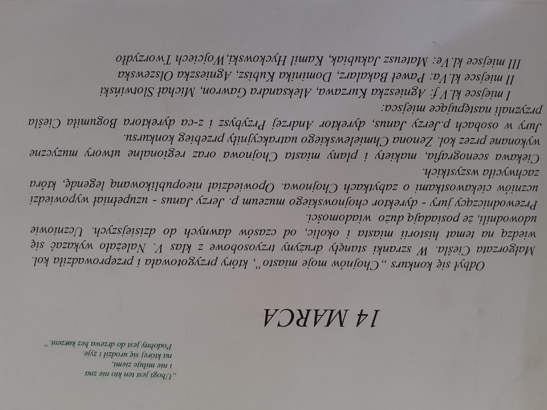 „Ubogi jest ten kto nie zna
i nie miłuje ziemi,
na której się urodził i żyje.
Podobny jest do drzewa bez korzeni."
14 MARCA
Odbył się konkurs „Chojnów moje miasto", który przygotowała i przeprowadziła kol.
Małgorzata Cieśla. W szranki stanęły drużyny trzyosobowe z klas V. Należało wykazać się
wiedzą na temat historii miasta i okolic, od czasów dawnych do dzisiejszych. Uczniowie
udowodnili, że posiadają dużo wiadomości.
Przewodniczący jury - dyrektor chojnowskiego muzeum p. Jerzy Janus - uzupełniał wypowiedzi
uczniów ciekawostkami o zabytkach Chojnowa. Opowiedział nieopublikowaną legendę, która
zachwyciła wszystkich.
Ciekawa scenografia, makiety i plany miasta Chojnowa oraz regionalne utwory muzyczne
wykonane przez kol. Zenona Chmielewskiego uatrakcyjniły przebieg konkursu.
Jury w osobach p.Jerzy Janus, dyrektor Andrzej Przybysz i z-ca dyrektora Bogumiła Cieśla
przyznali następujące miejsca:
I miejsce kl.V f: Agnieszka Kurzawa, Aleksandra Gawron, Michał Słotwiński
II miejsce kl.Va: Paweł Bakalarz, Dominika Kubisz, Agnieszka Olszewska
III miejsce kl.Ve: Mateusz Jakubiak, Kamil Hyckowski,Wojciech Tworzydło